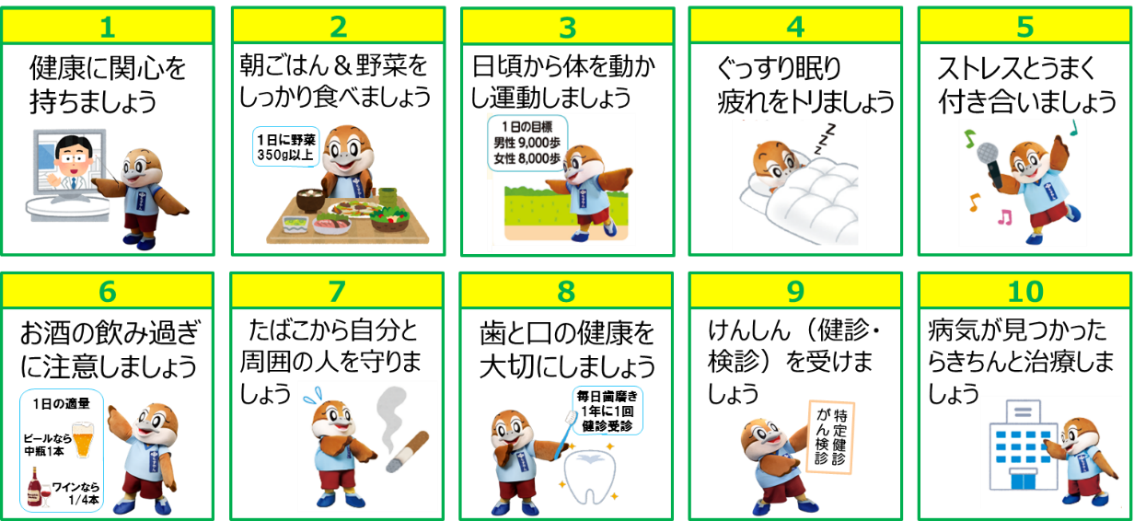 1
健康に関心を
持ちましょう
2
朝ごはん&野菜を
しっかり食べましょう
1日に野菜
350g以上
3
日頃から体を動か
し運動しましょう
1日の目標
男性 9,000歩
女性 8,000歩
4
ぐっすり眠り
疲れをトリましょう
zzz
5
ストレスとうまく
付き合いましょう
6
お酒の飲み過ぎ
に注意しましょう
1日の適量
ビールなら
中瓶1本
ワインなら
1/4本
7
たばこから自分と
周囲の人を守りま
しょう
8
歯と口の健康を
大切にしましょう
毎日歯磨き
1年に1回
健診受診
9
けんしん(健診・
検診)を受けま
しょう
特定健診
がん検診
10
病気が見つかった
らきちんと治療しま
しょう